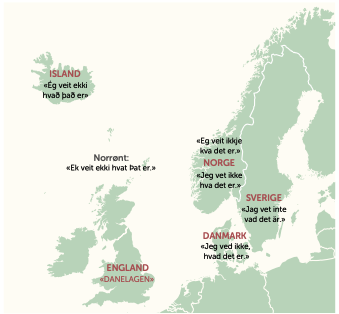 ISLAND
«Ég veit ekki
hvað það er»
Norrønt:
«Ek veit ekki hvat Þat er.»
«Eg veit ikkje
kva det er.»
NORGE
«Jeg vet ikke
hva det er.»
SVERIGE
«Jag vet inte
vad det är.»
DANMARK
«Jeg ved ikke,
hvad det er.»
ENGLAND
«DANELAGEN»